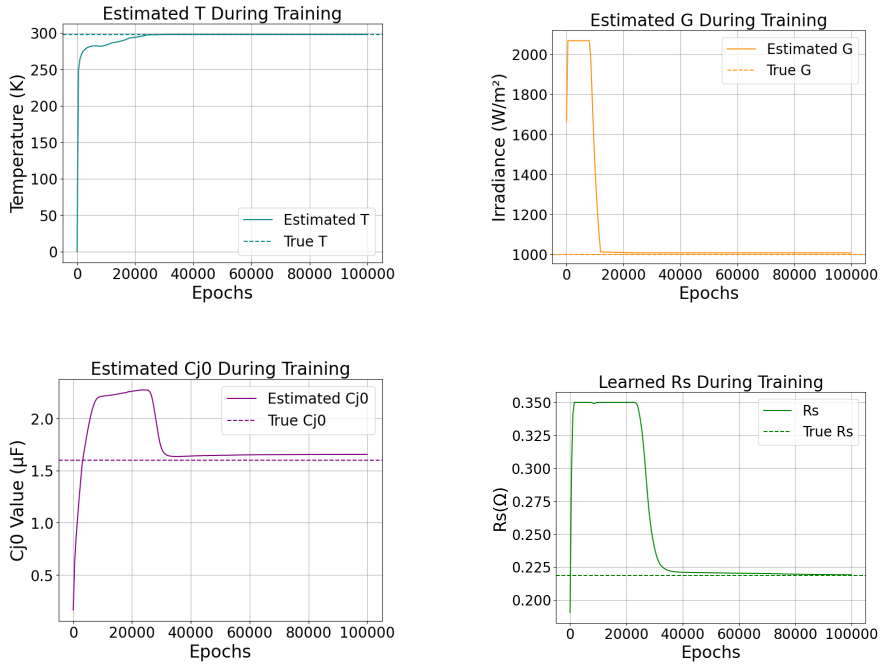 Estimated T During Training
Temperature (K)
300
250
200
150
100
50
0
Estimated T
True T
0 20000 40000 60000 80000 100000
Epochs
Estimated G During Training
Irradiance (W/m²)
2000
1800
1600
1400
1200
1000
Estimated G
True G
0 20000 40000 60000 80000 100000
Epochs
Estimated Cj0 During Training
Cj0 Value (μF)
2.0
1.5
1.0
0.5
Estimated Cj0
True Cj0
0 20000 40000 60000 80000 100000
Epochs
Learned Rs During Training
Rs(Ω)
0.350
0.325
0.300
0.275
0.250
0.225
0.200
Rs
True Rs
0 20000 40000 60000 80000 100000
Epochs